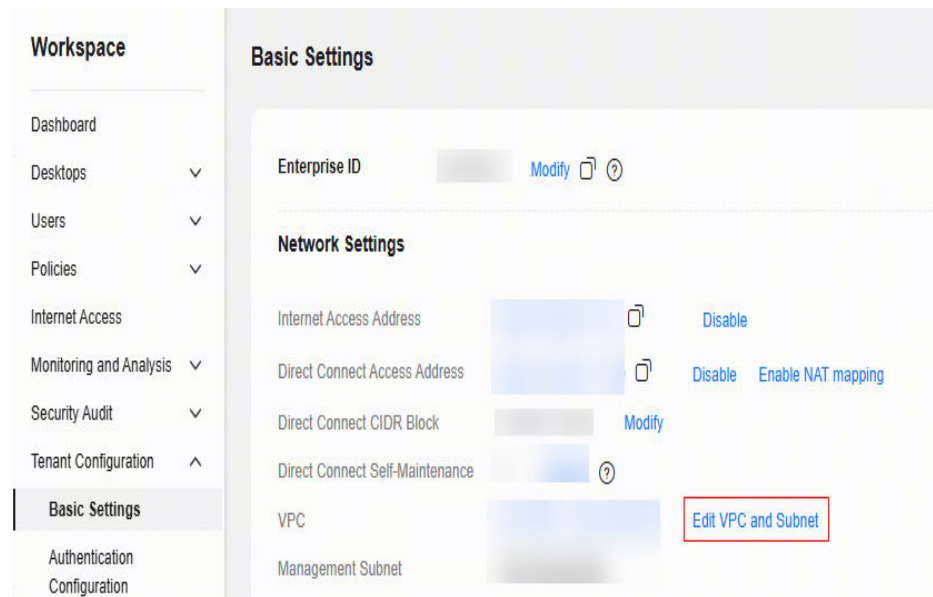 Workspace
Dashboard
Desktops
Users
Policies
Internet Access
Monitoring and Analysis
Security Audit
Tenant Configuration
Basic Settings
Authentication
Configuration
Basic Settings
Enterprise ID Modify
Network Settings
Internet Access Address Disable
Direct Connect Access Address Disable Enable NAT mapping
Direct Connect CIDR Block Modify
Direct Connect Self-Maintenance
VPC Edit VPC and Subnet
Management Subnet